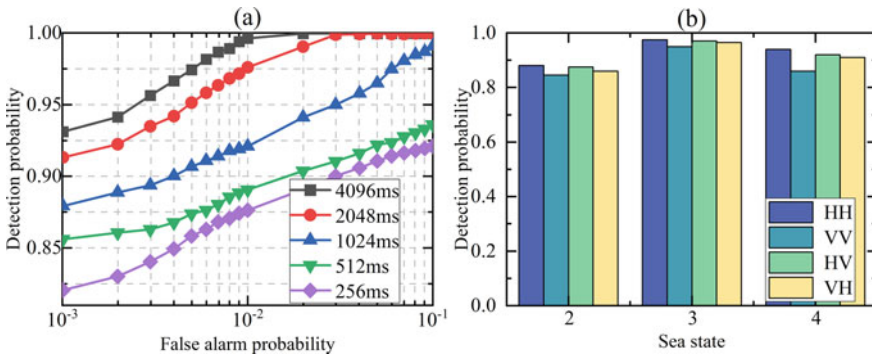 (a)
Detection probability
1.00
0.95
0.90
0.85
4096ms
2048ms
1024ms
512ms
256ms
10-3
10-2
10-1
False alarm probability
(b)
Detection probability
1.0
0.8
0.6
0.4
0.2
0.0
HH
VV
HV
VH
2
3
4
Sea state